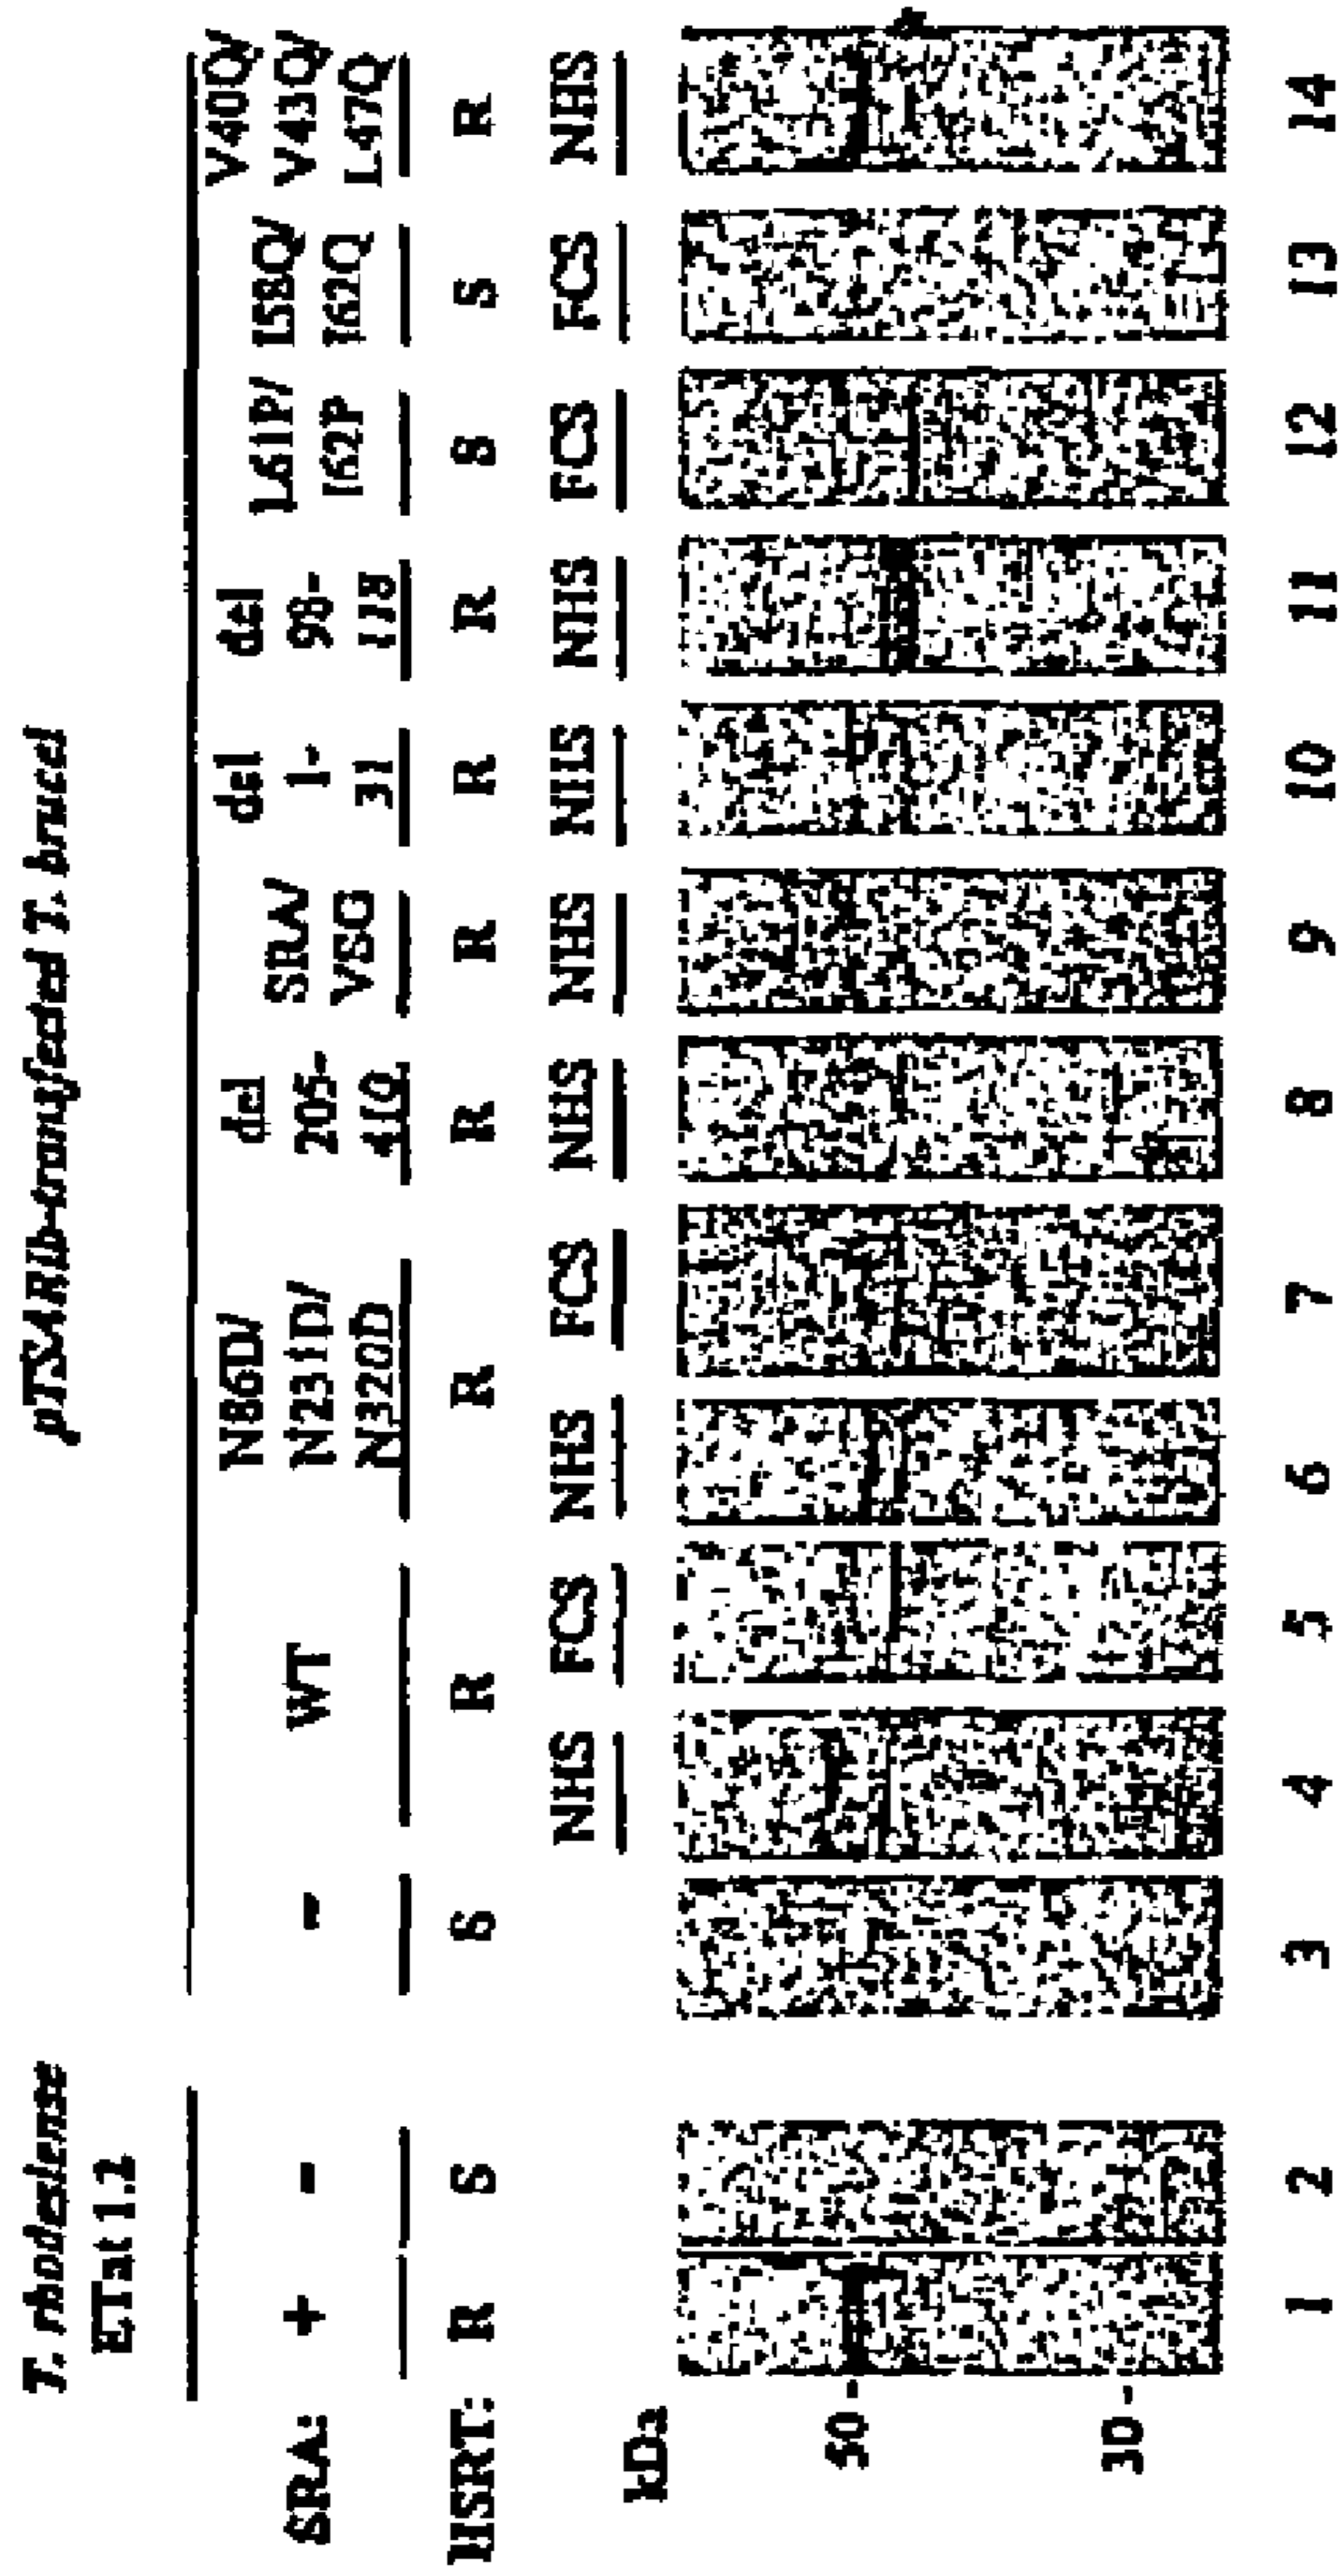 T. rhodesiense
ETat 1.2
pTSARib-transfected T. brucei
SRA: + - - WT N86D/ N231D/ N320D del 205-410 SRA/ VSG del 1-31 del 98-118 L61P/ I62P L58Q/ I62Q V40Q/ V43Q/ L47Q
HSRT: R S S R R R R R R S S R
NHS FCS NHS FCS NHS NHS NHS NHS FCS FCS NHS
kDa
50 -
30 -
1 2 3 4 5 6 7 8 9 10 11 12 13 14